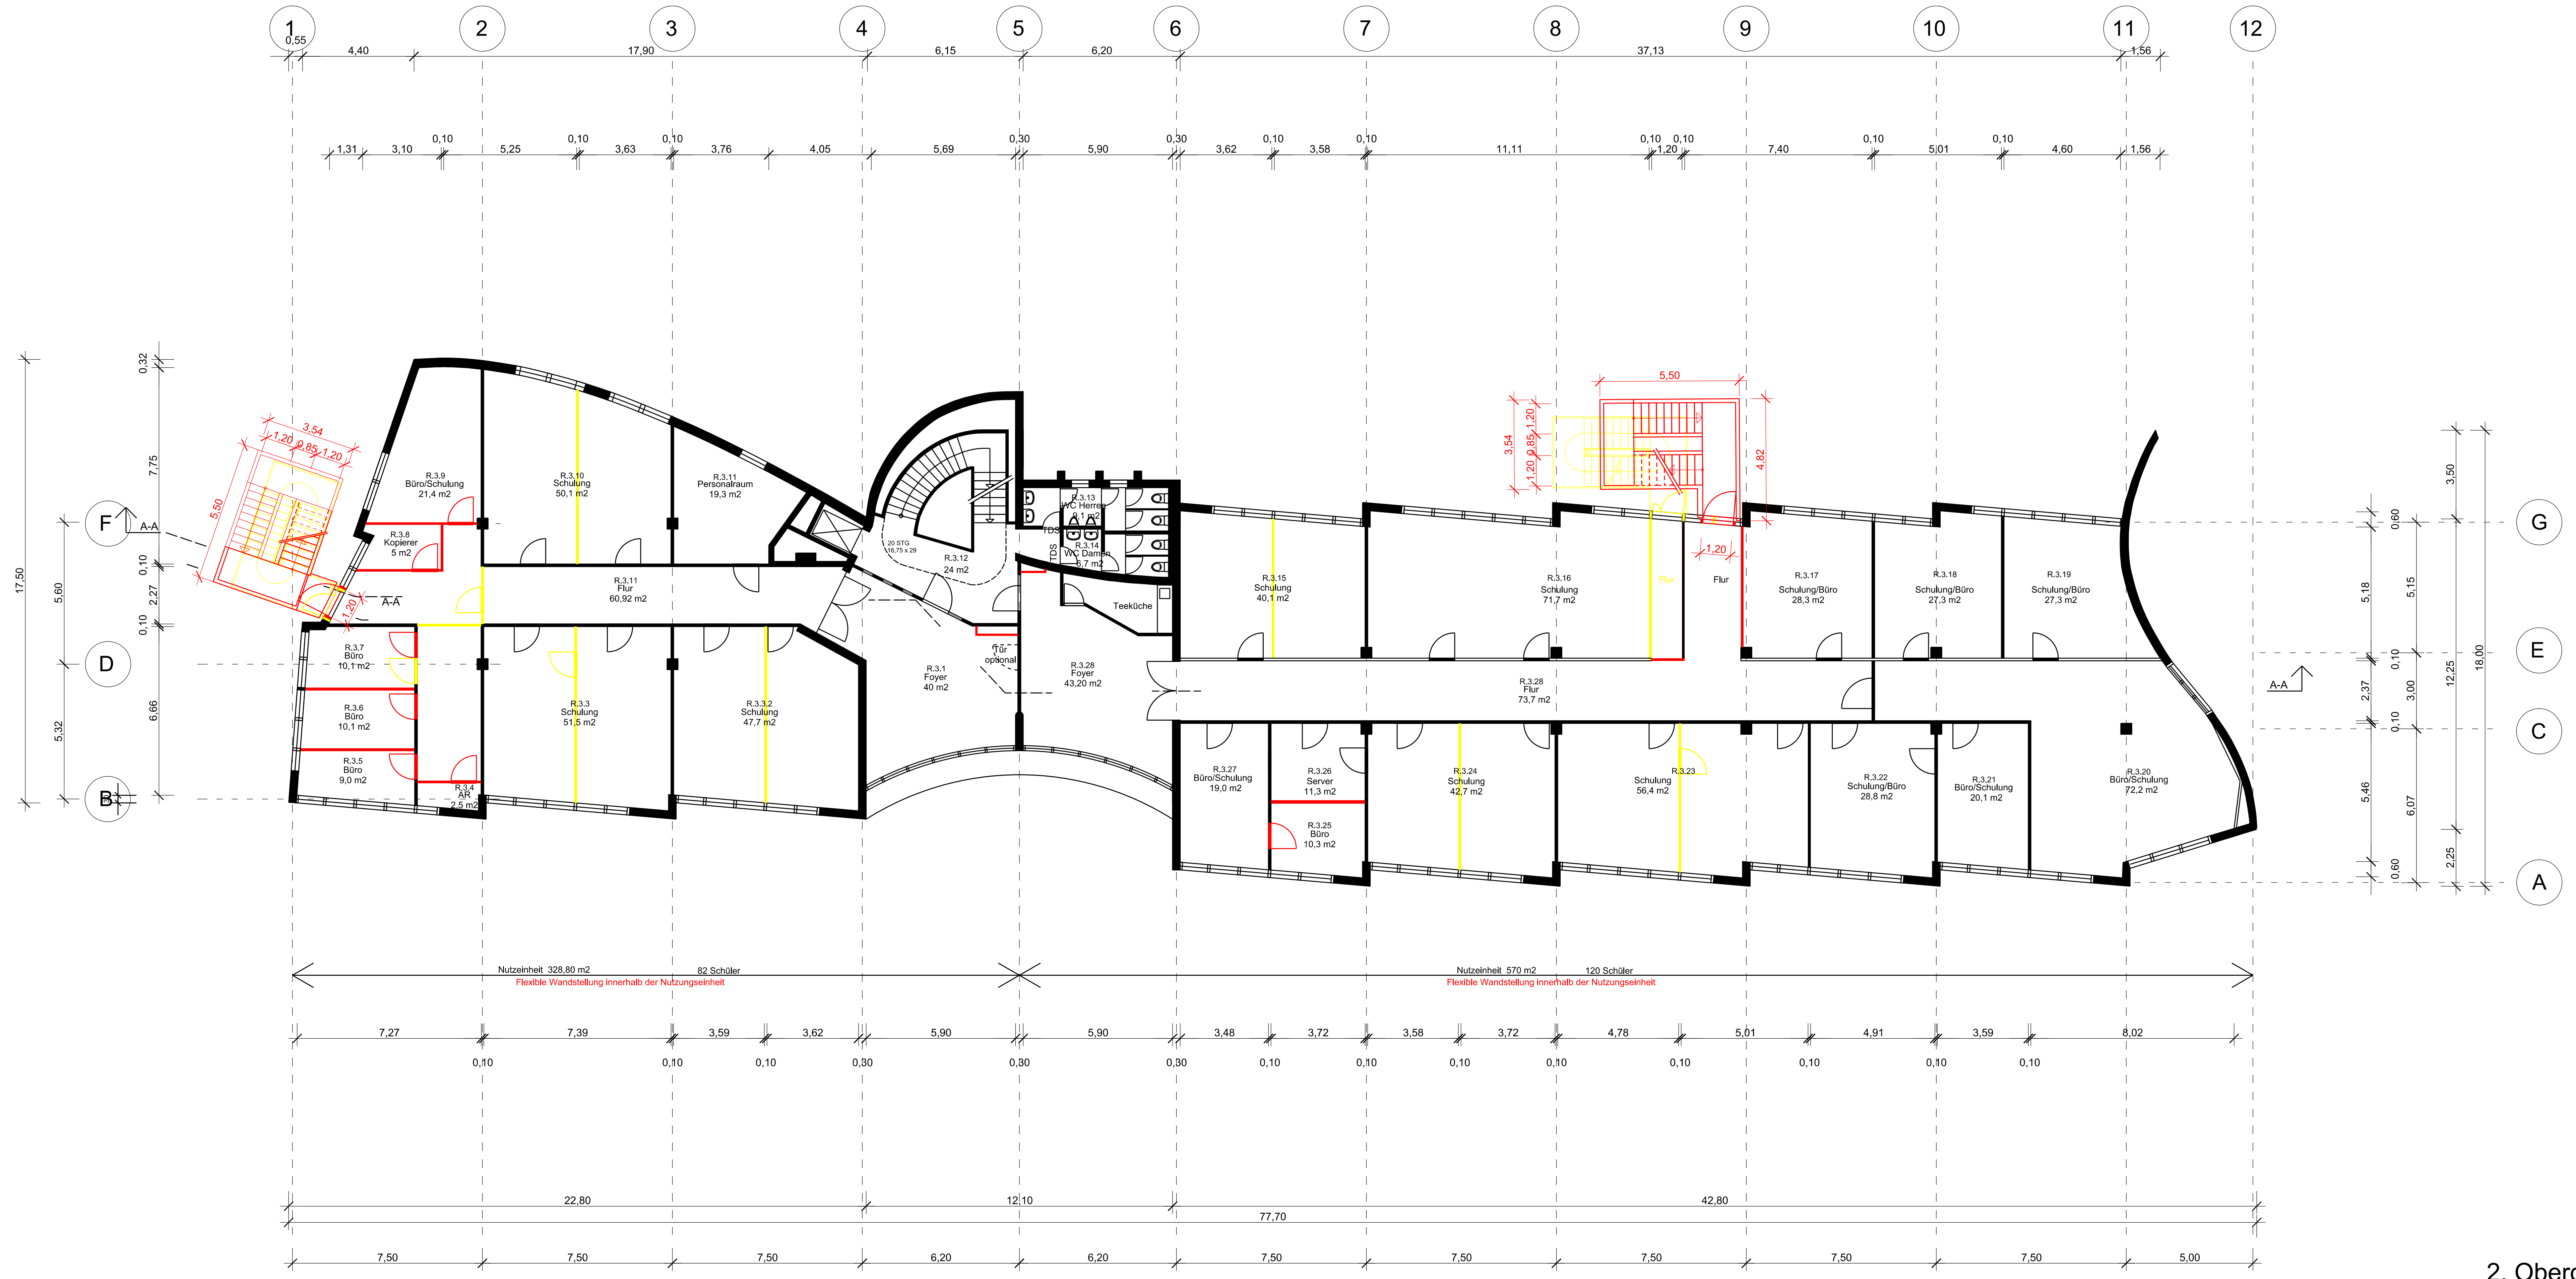 1 2 3 4 5 6 7 8 9 10 11 12
0,55 4,40 17,90 6,15 6,20 37,13 1,56
0,10 0,10 0,10 0,30 0,30 0,10 0,10 0,10 0,10 0,10 0,10
1,31 3,10 5,25 3,63 3,76 4,05 5,69 5,90 3,62 3,58 11,11 1,20 7,40 5,01 4,60 1,56
17,50
5,60
5,32
0,32
7,75
0,10
2,27
0,10
6,66
F
D
B
A-A
A-A
3,54
1,20 0,85 1,20
5,50
1,20
R.3.9
Büro/Schulung
21,4 m2
R.3.8
Kopierer
5 m2
R.3.10
Schulung
50,1 m2
R.3.11
Personalraum
19,3 m2
R.3.11
Flur
60,92 m2
R.3.7
Büro
10,1 m2
R.3.6
Büro
10,1 m2
R.3.5
Büro
9,0 m2
R.3.4
AR
2,5 m2
R.3.3
Schulung
51,5 m2
R.3.3.2
Schulung
47,7 m2
20 STG
16,75 x 29
R.3.12
24 m2
R.3.1
Foyer
40 m2
Tür
optional
R.3.13
WC Herren
9,1 m2
TDS
TDS
R.3.14
WC Damen
6,7 m2
Teeküche
R.3.28
Foyer
43,20 m2
R.3.15
Schulung
40,1 m2
R.3.16
Schulung
71,7 m2
Flur
Flur
5,50
3,54
1,20
0,85
1,20
4,82
1,20
R.3.17
Schulung/Büro
28,3 m2
R.3.18
Schulung/Büro
27,3 m2
R.3.19
Schulung/Büro
27,3 m2
R.3.28
Flur
73,7 m2
R.3.27
Büro/Schulung
19,0 m2
R.3.26
Server
11,3 m2
R.3.25
Büro
10,3 m2
R.3.24
Schulung
42,7 m2
R.3.23
Schulung
56,4 m2
R.3.22
Schulung/Büro
28,8 m2
R.3.21
Büro/Schulung
20,1 m2
R.3.20
Büro/Schulung
72,2 m2
A-A
0,60
5,18
0,10
2,37
0,10
5,46
0,60
5,15
3,00
6,07
3,50
12,25
2,25
18,00
G
E
C
A
Nutzeinheit 328,80 m2 82 Schüler
Flexible Wandstellung innerhalb der Nutzungseinheit
Nutzeinheit 570 m2 120 Schüler
Flexible Wandstellung innerhalb der Nutzungseinheit
7,27 7,39 3,59 3,62 5,90 5,90 3,48 3,72 3,58 3,72 4,78 5,01 4,91 3,59 8,02
0,10 0,10 0,10 0,30 0,30 0,30 0,10 0,10 0,10 0,10 0,10 0,10 0,10 0,10
22,80 12,10 42,80
77,70
7,50 7,50 7,50 6,20 6,20 7,50 7,50 7,50 7,50 7,50 5,00
2. Ober